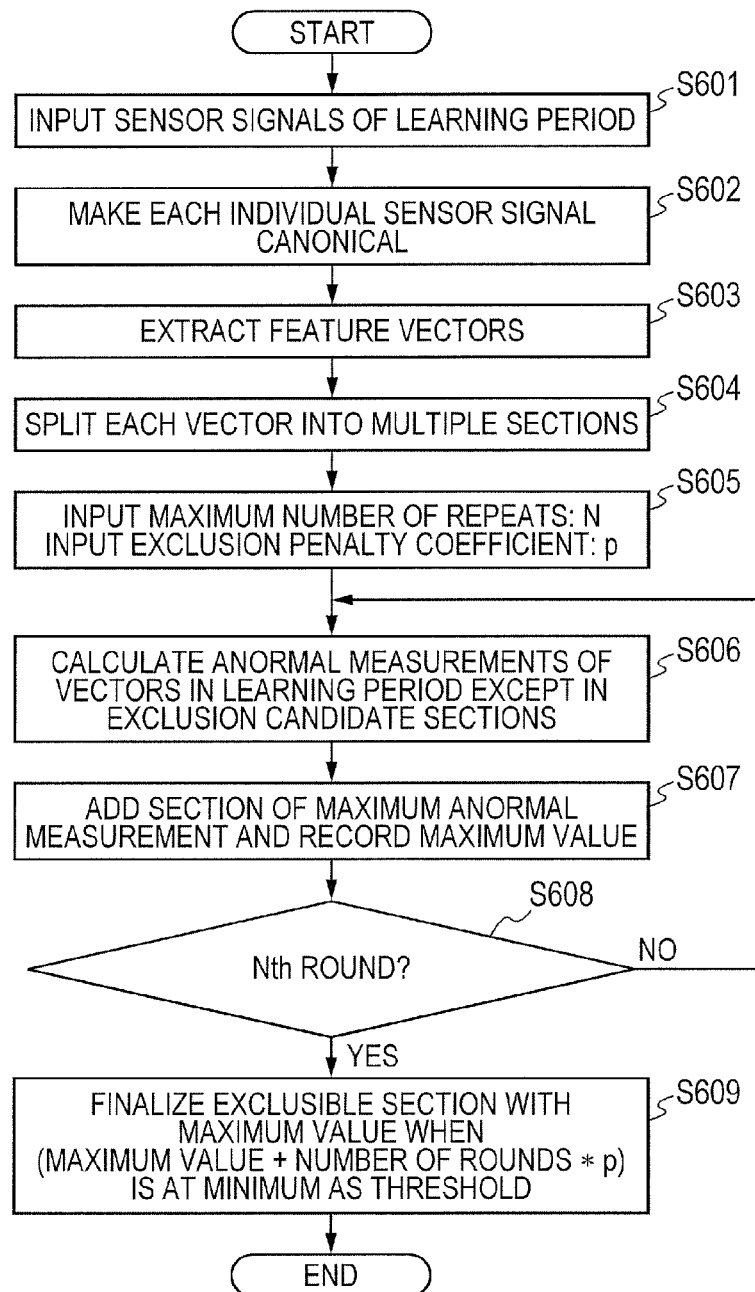 START
S601
INPUT SENSOR SIGNALS OF LEARNING PERIOD
S602
MAKE EACH INDIVIDUAL SENSOR SIGNAL
CANONICAL
S603
EXTRACT FEATURE VECTORS
S604
SPLIT EACH VECTOR INTO MULTIPLE SECTIONS
S605
INPUT MAXIMUM NUMBER OF REPEATS: N
INPUT EXCLUSION PENALTY COEFFICIENT: p
S606
CALCULATE ANORMAL MEASUREMENTS OF
VECTORS IN LEARNING PERIOD EXCEPT IN
EXCLUSION CANDIDATE SECTIONS
S607
ADD SECTION OF MAXIMUM ANORMAL
MEASUREMENT AND RECORD MAXIMUM VALUE
S608
Nth ROUND?
NO
YES
S609
FINALIZE EXCLUSIBLE SECTION WITH
MAXIMUM VALUE WHEN
(MAXIMUM VALUE + NUMBER OF ROUNDS * p)
IS AT MINIMUM AS THRESHOLD
END